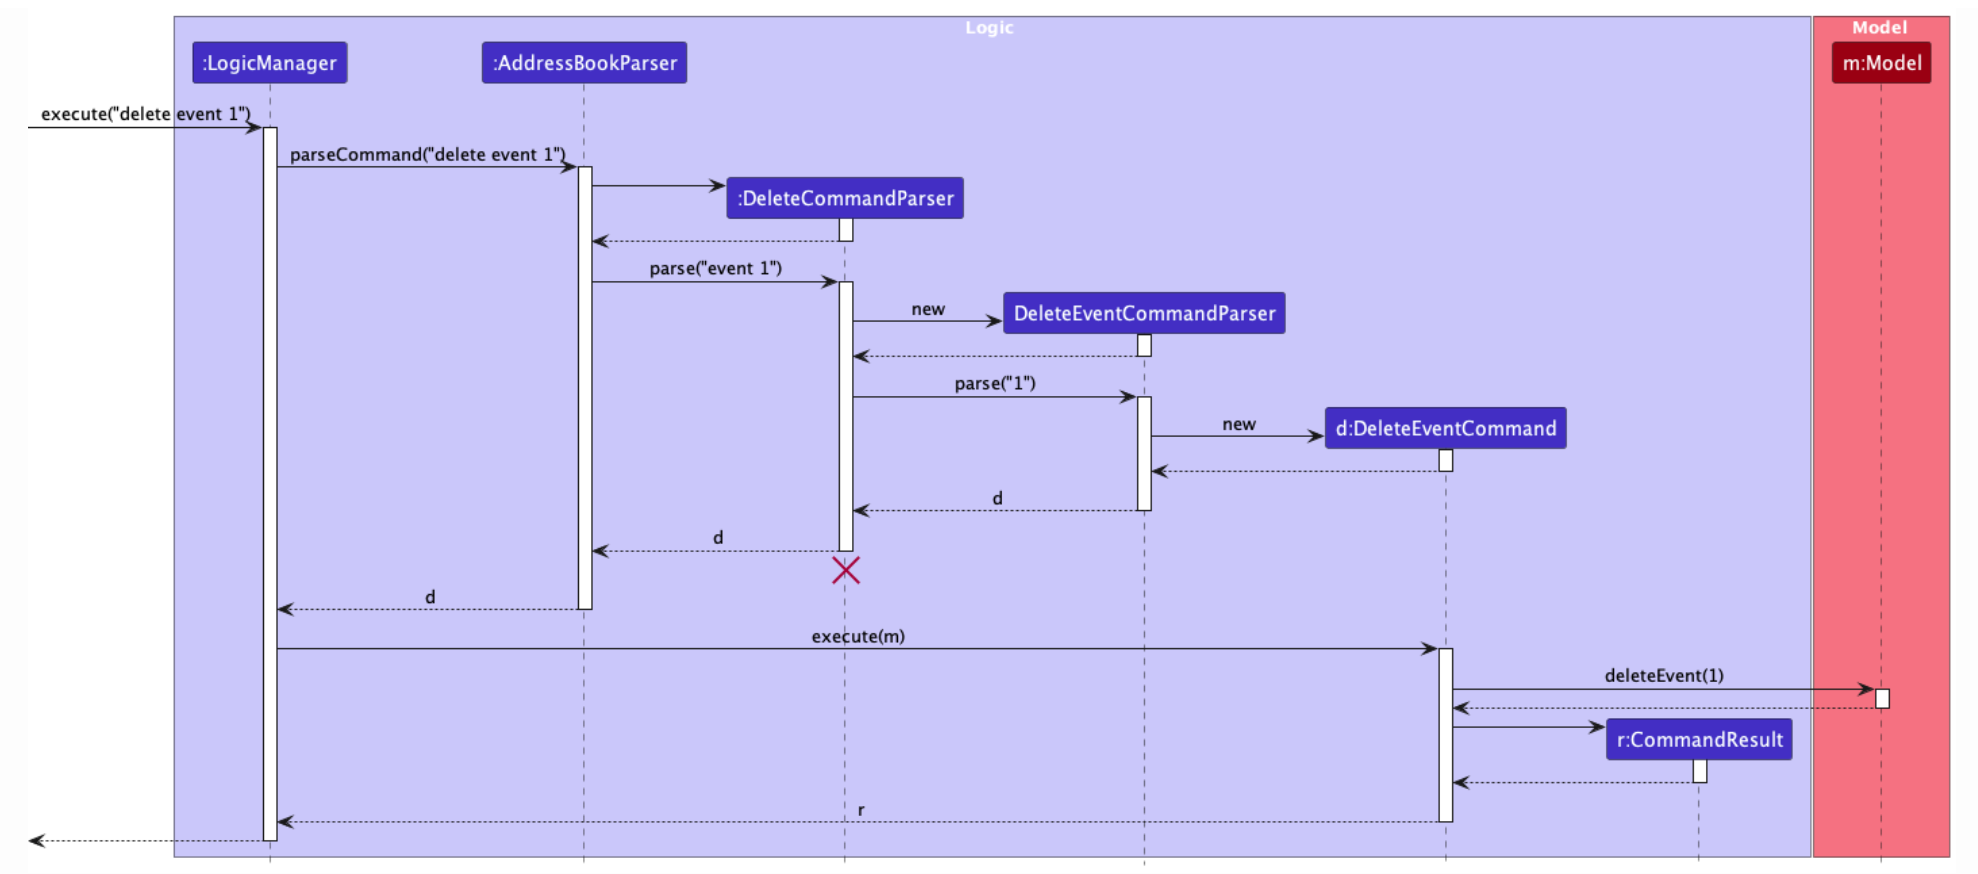 Logic
Model
:LogicManager
:AddressBookParser
m:Model
execute("delete event 1")
parseCommand("delete event 1")
:DeleteCommandParser
parse("event 1")
new
DeleteEventCommandParser
parse("1")
new
d:DeleteEventCommand
d
d
d
execute(m)
deleteEvent(1)
r:CommandResult
r